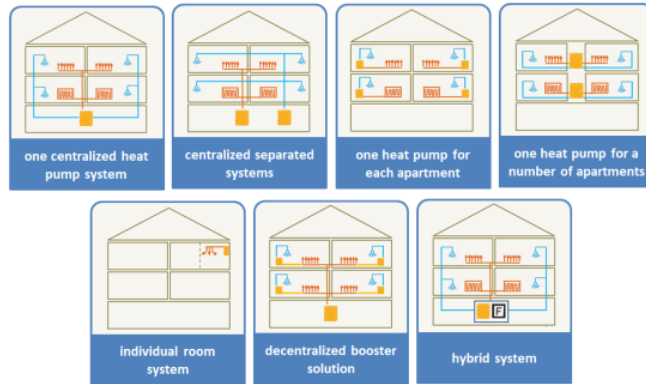 one centralized heat
pump system
centralized separated
systems
one heat pump for
each apartment
one heat pump for a
number of apartments
individual room
system
decentralized booster
solution
F
hybrid system